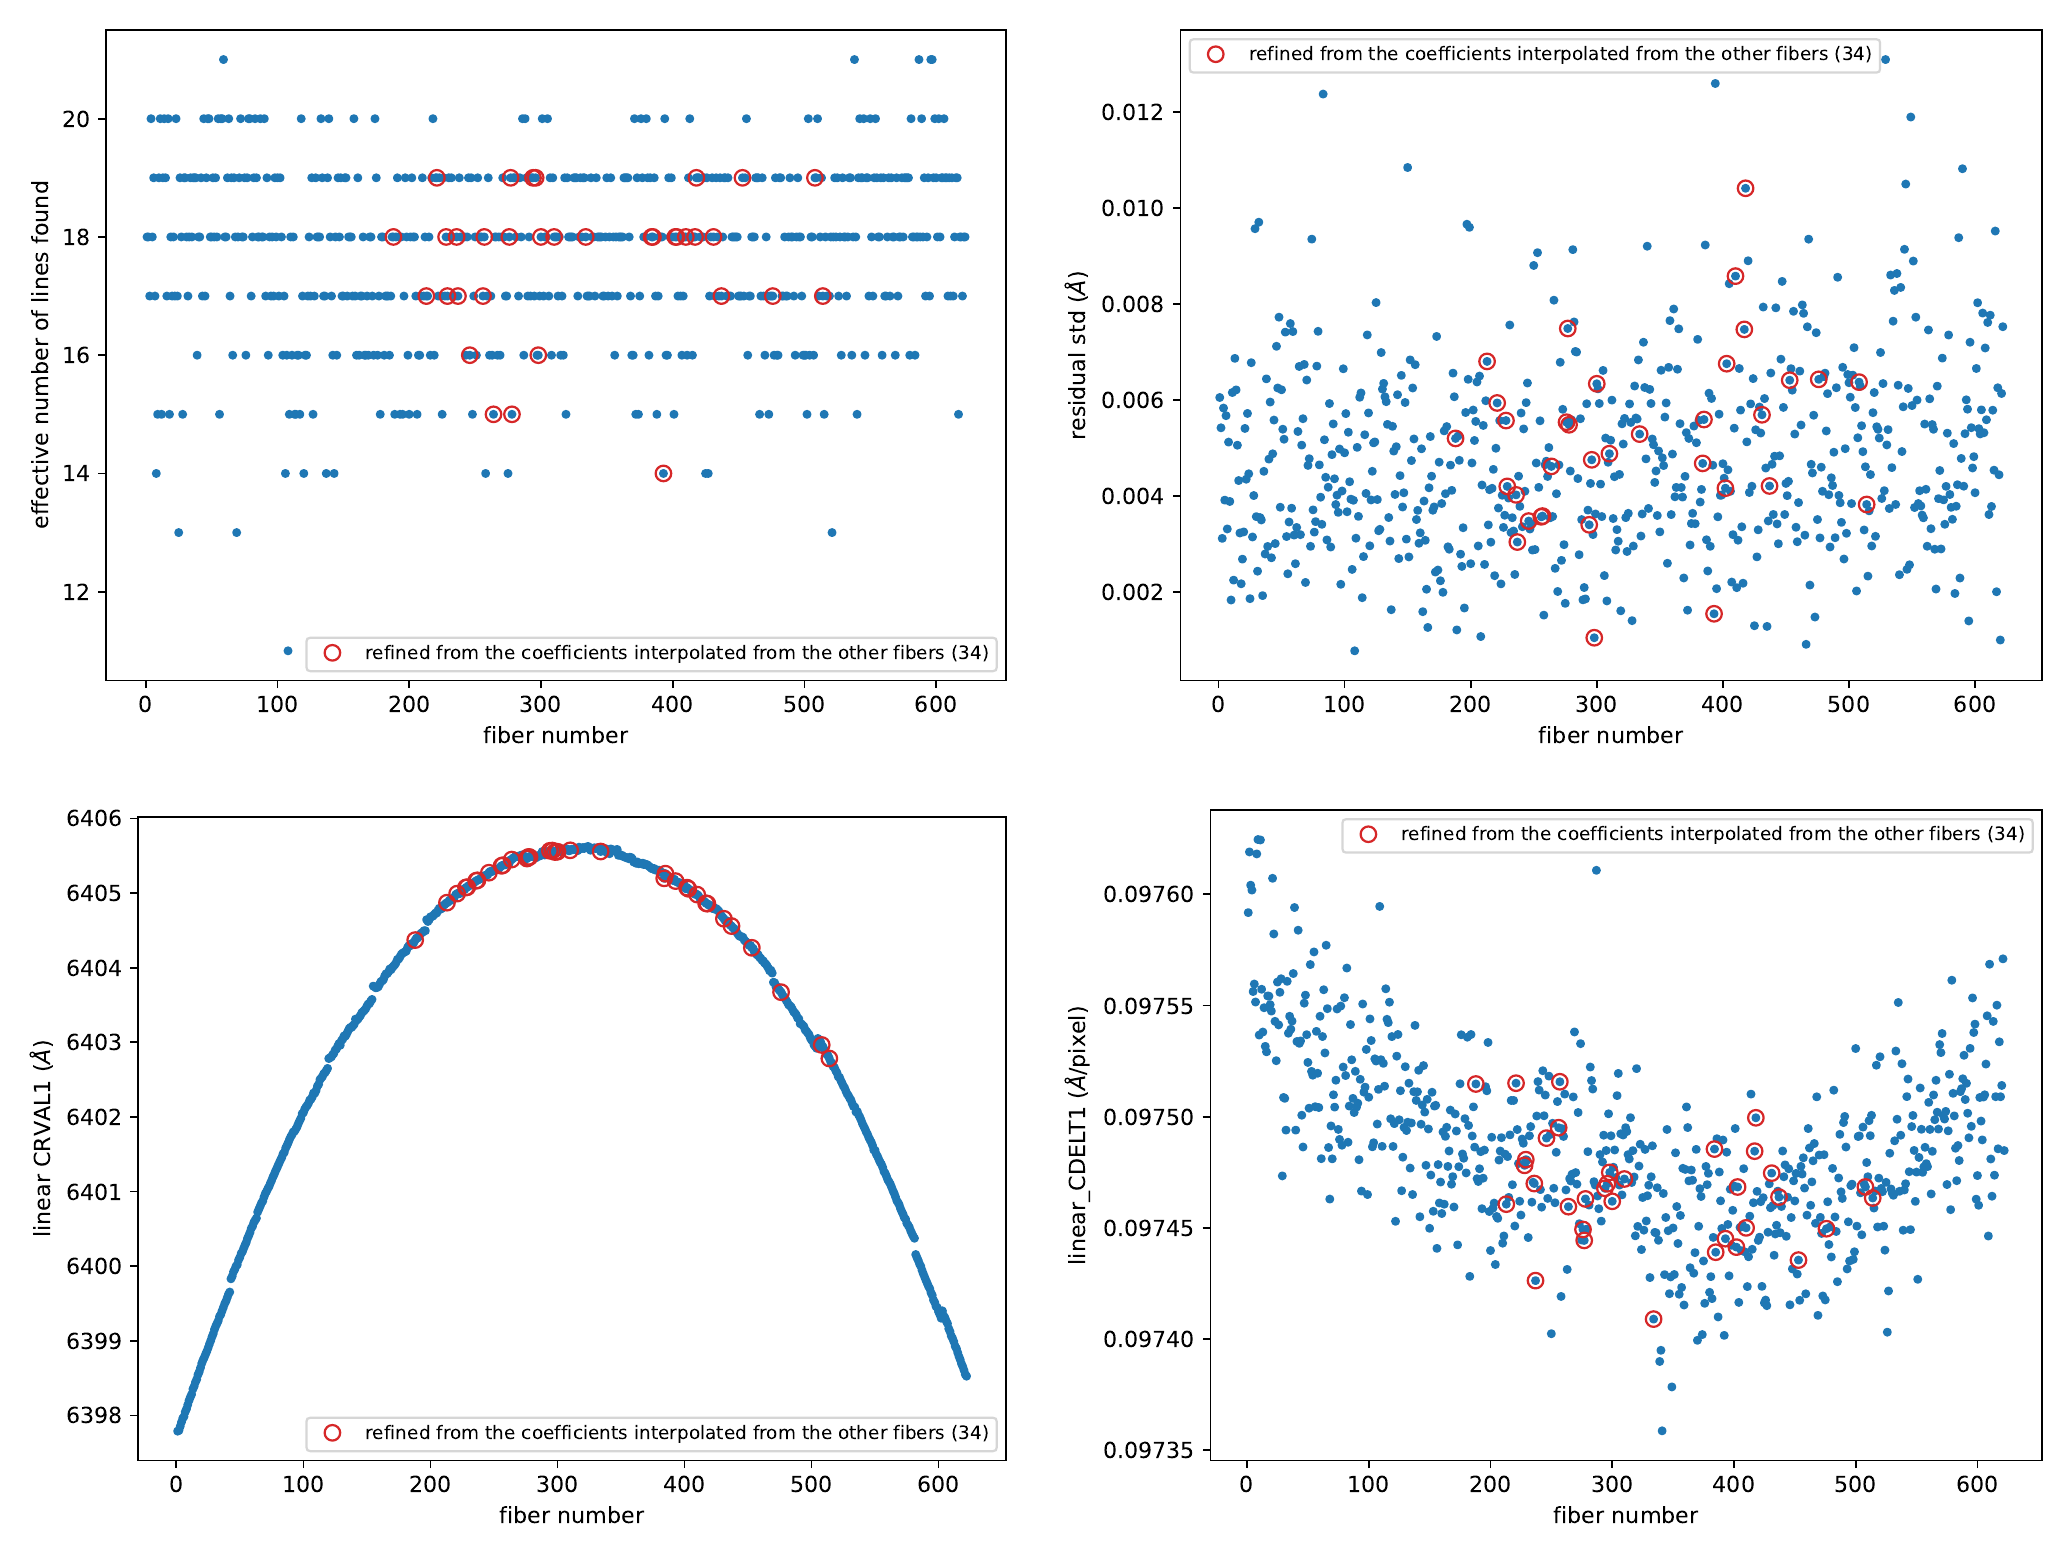 effective number of lines found
20
18
16
14
12
refined from the coefficients interpolated from the other fibers (34)
0 100 200 300 400 500 600
fiber number
residual std (Å)
0.012
0.010
0.008
0.006
0.004
0.002
refined from the coefficients interpolated from the other fibers (34)
0 100 200 300 400 500 600
fiber number
linear CRVAL1 (Å)
6406
6405
6404
6403
6402
6401
6400
6399
6398
refined from the coefficients interpolated from the other fibers (34)
0 100 200 300 400 500 600
fiber number
linear_CDELT1 (Å/pixel)
0.09760
0.09755
0.09750
0.09745
0.09740
0.09735
refined from the coefficients interpolated from the other fibers (34)
0 100 200 300 400 500 600
fiber number